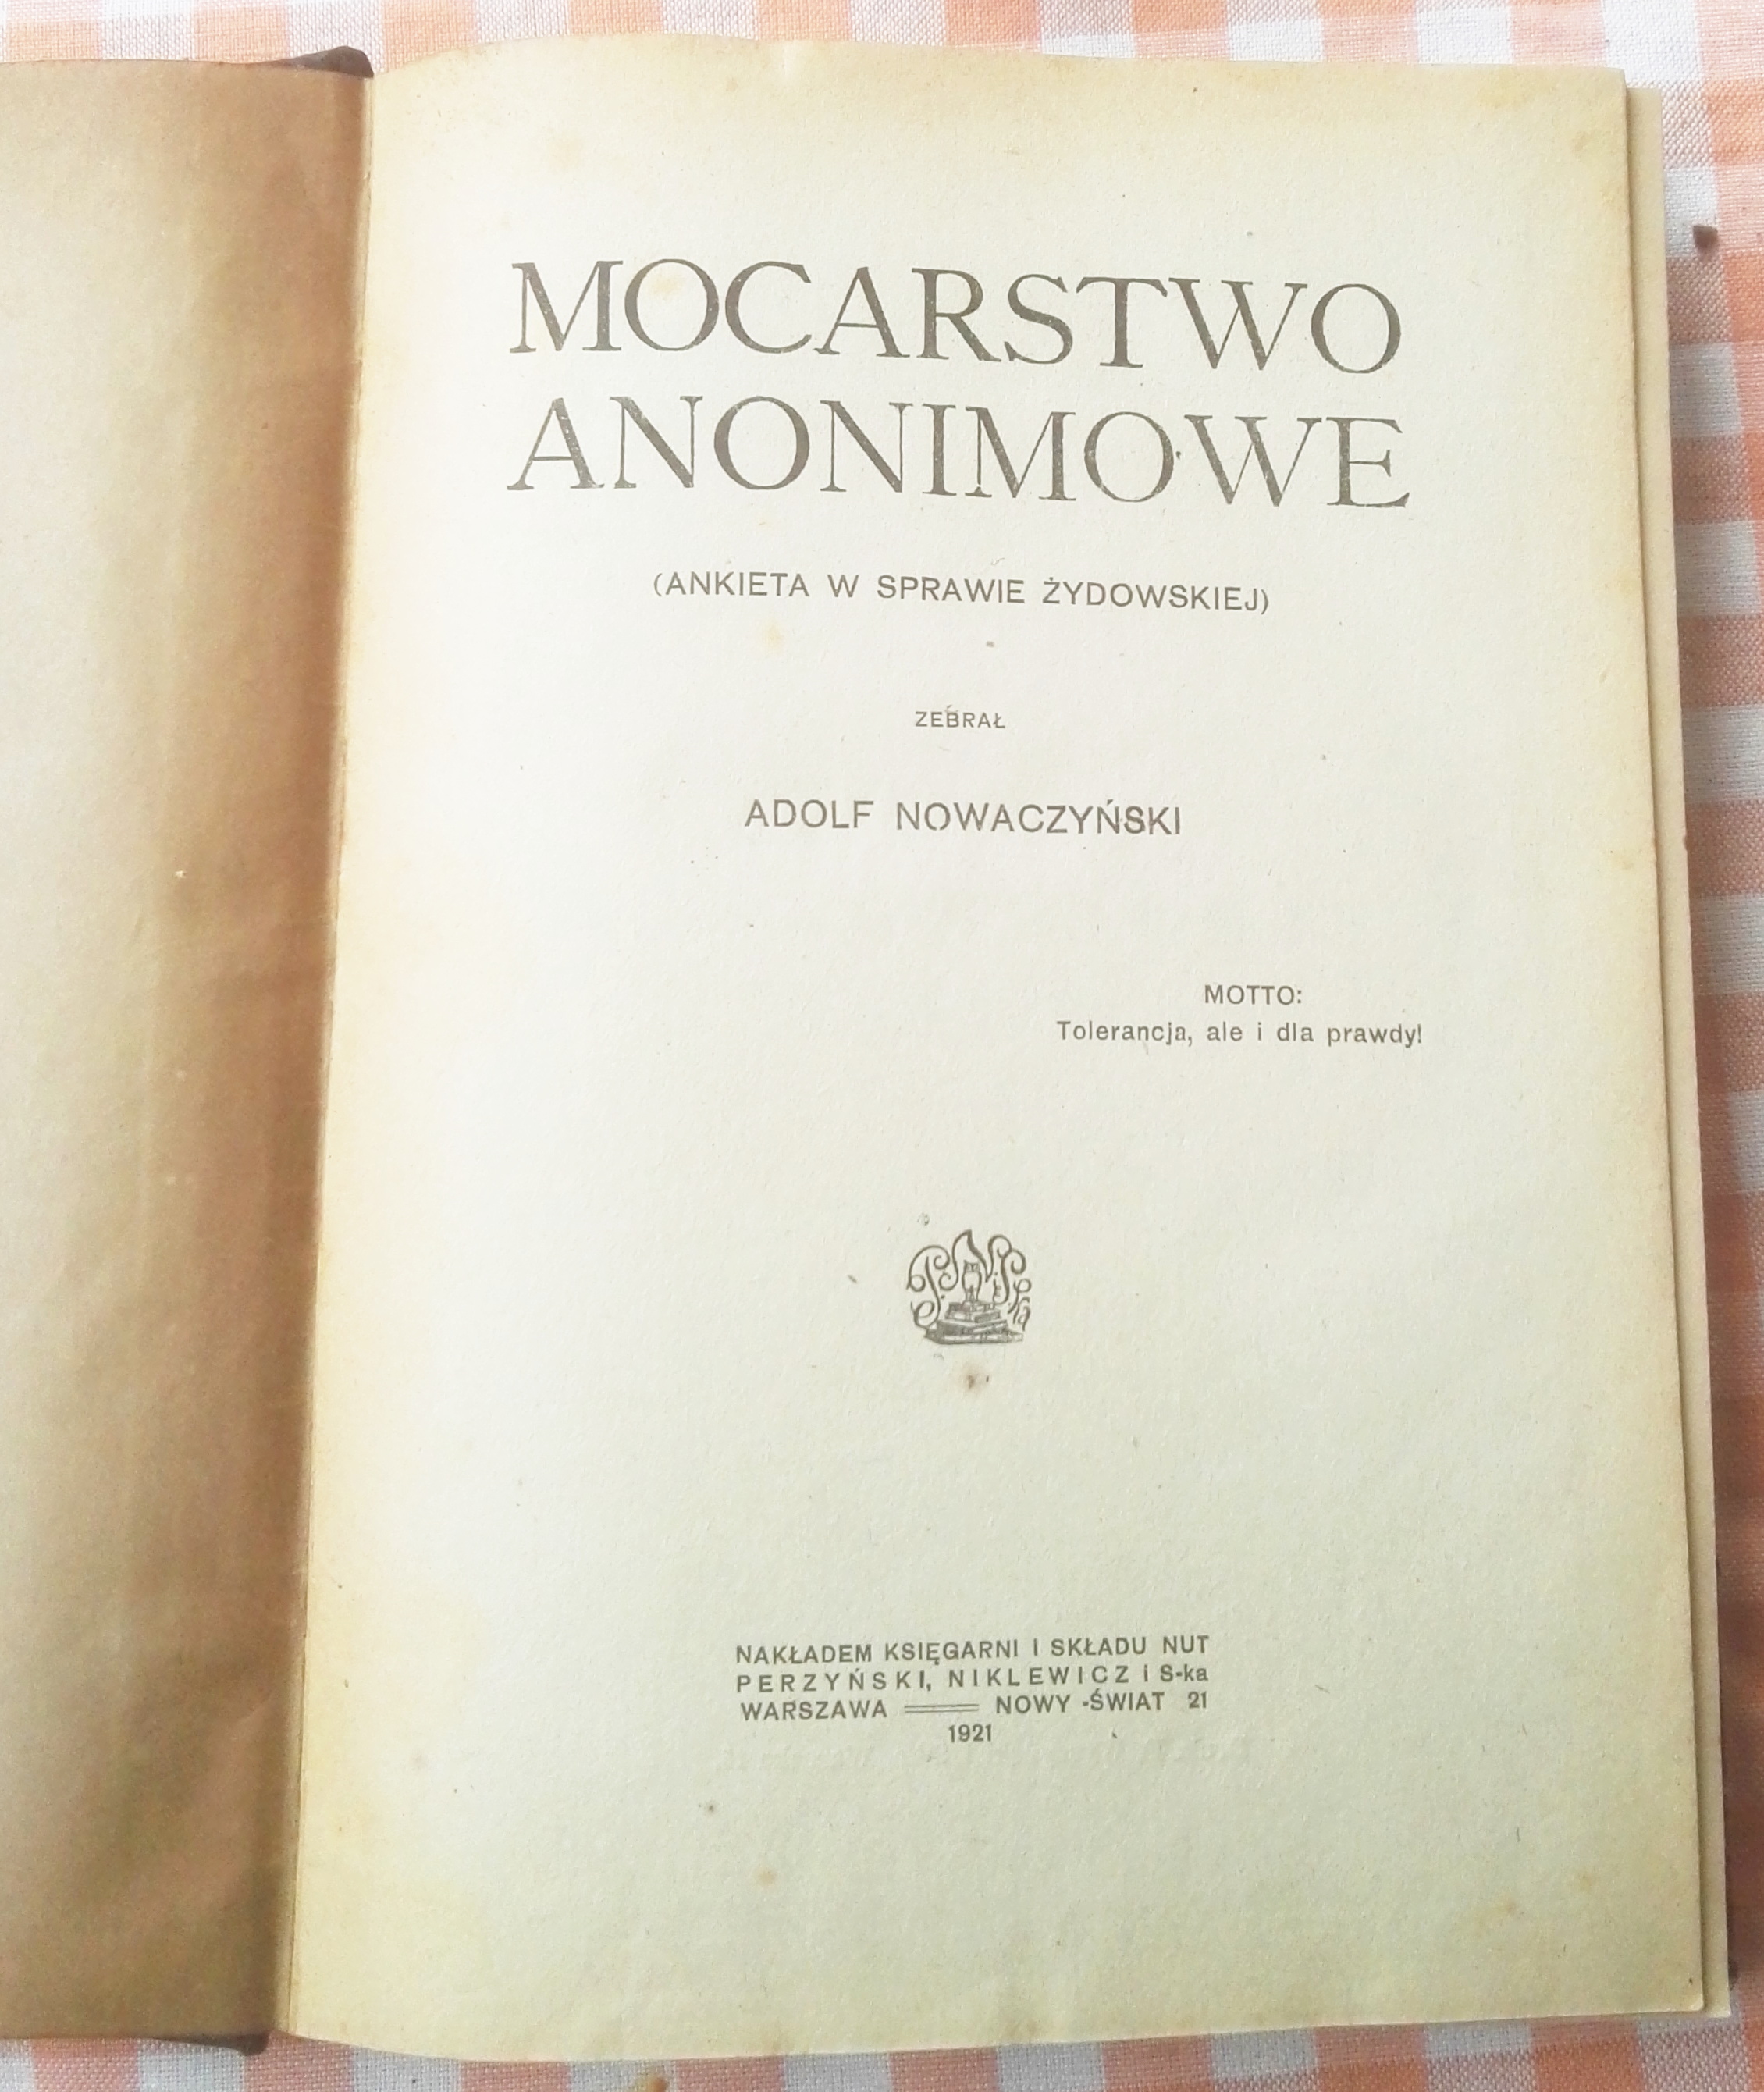 MOCARSTWO
ANONIMOWE
(ANKIETA W SPRAWIE ŻYDOWSKIEJ)
ZEBRAŁ
ADOLF NOWACZYŃSKI
MOTTO:
Tolerancja, ale i dla prawdy!
NAKŁADEM KSIĘGARNI I SKŁADU NUT
PERZYŃSKI, NIKLEWICZ i S-ka
WARSZAWA NOWY-ŚWIAT 21
1921